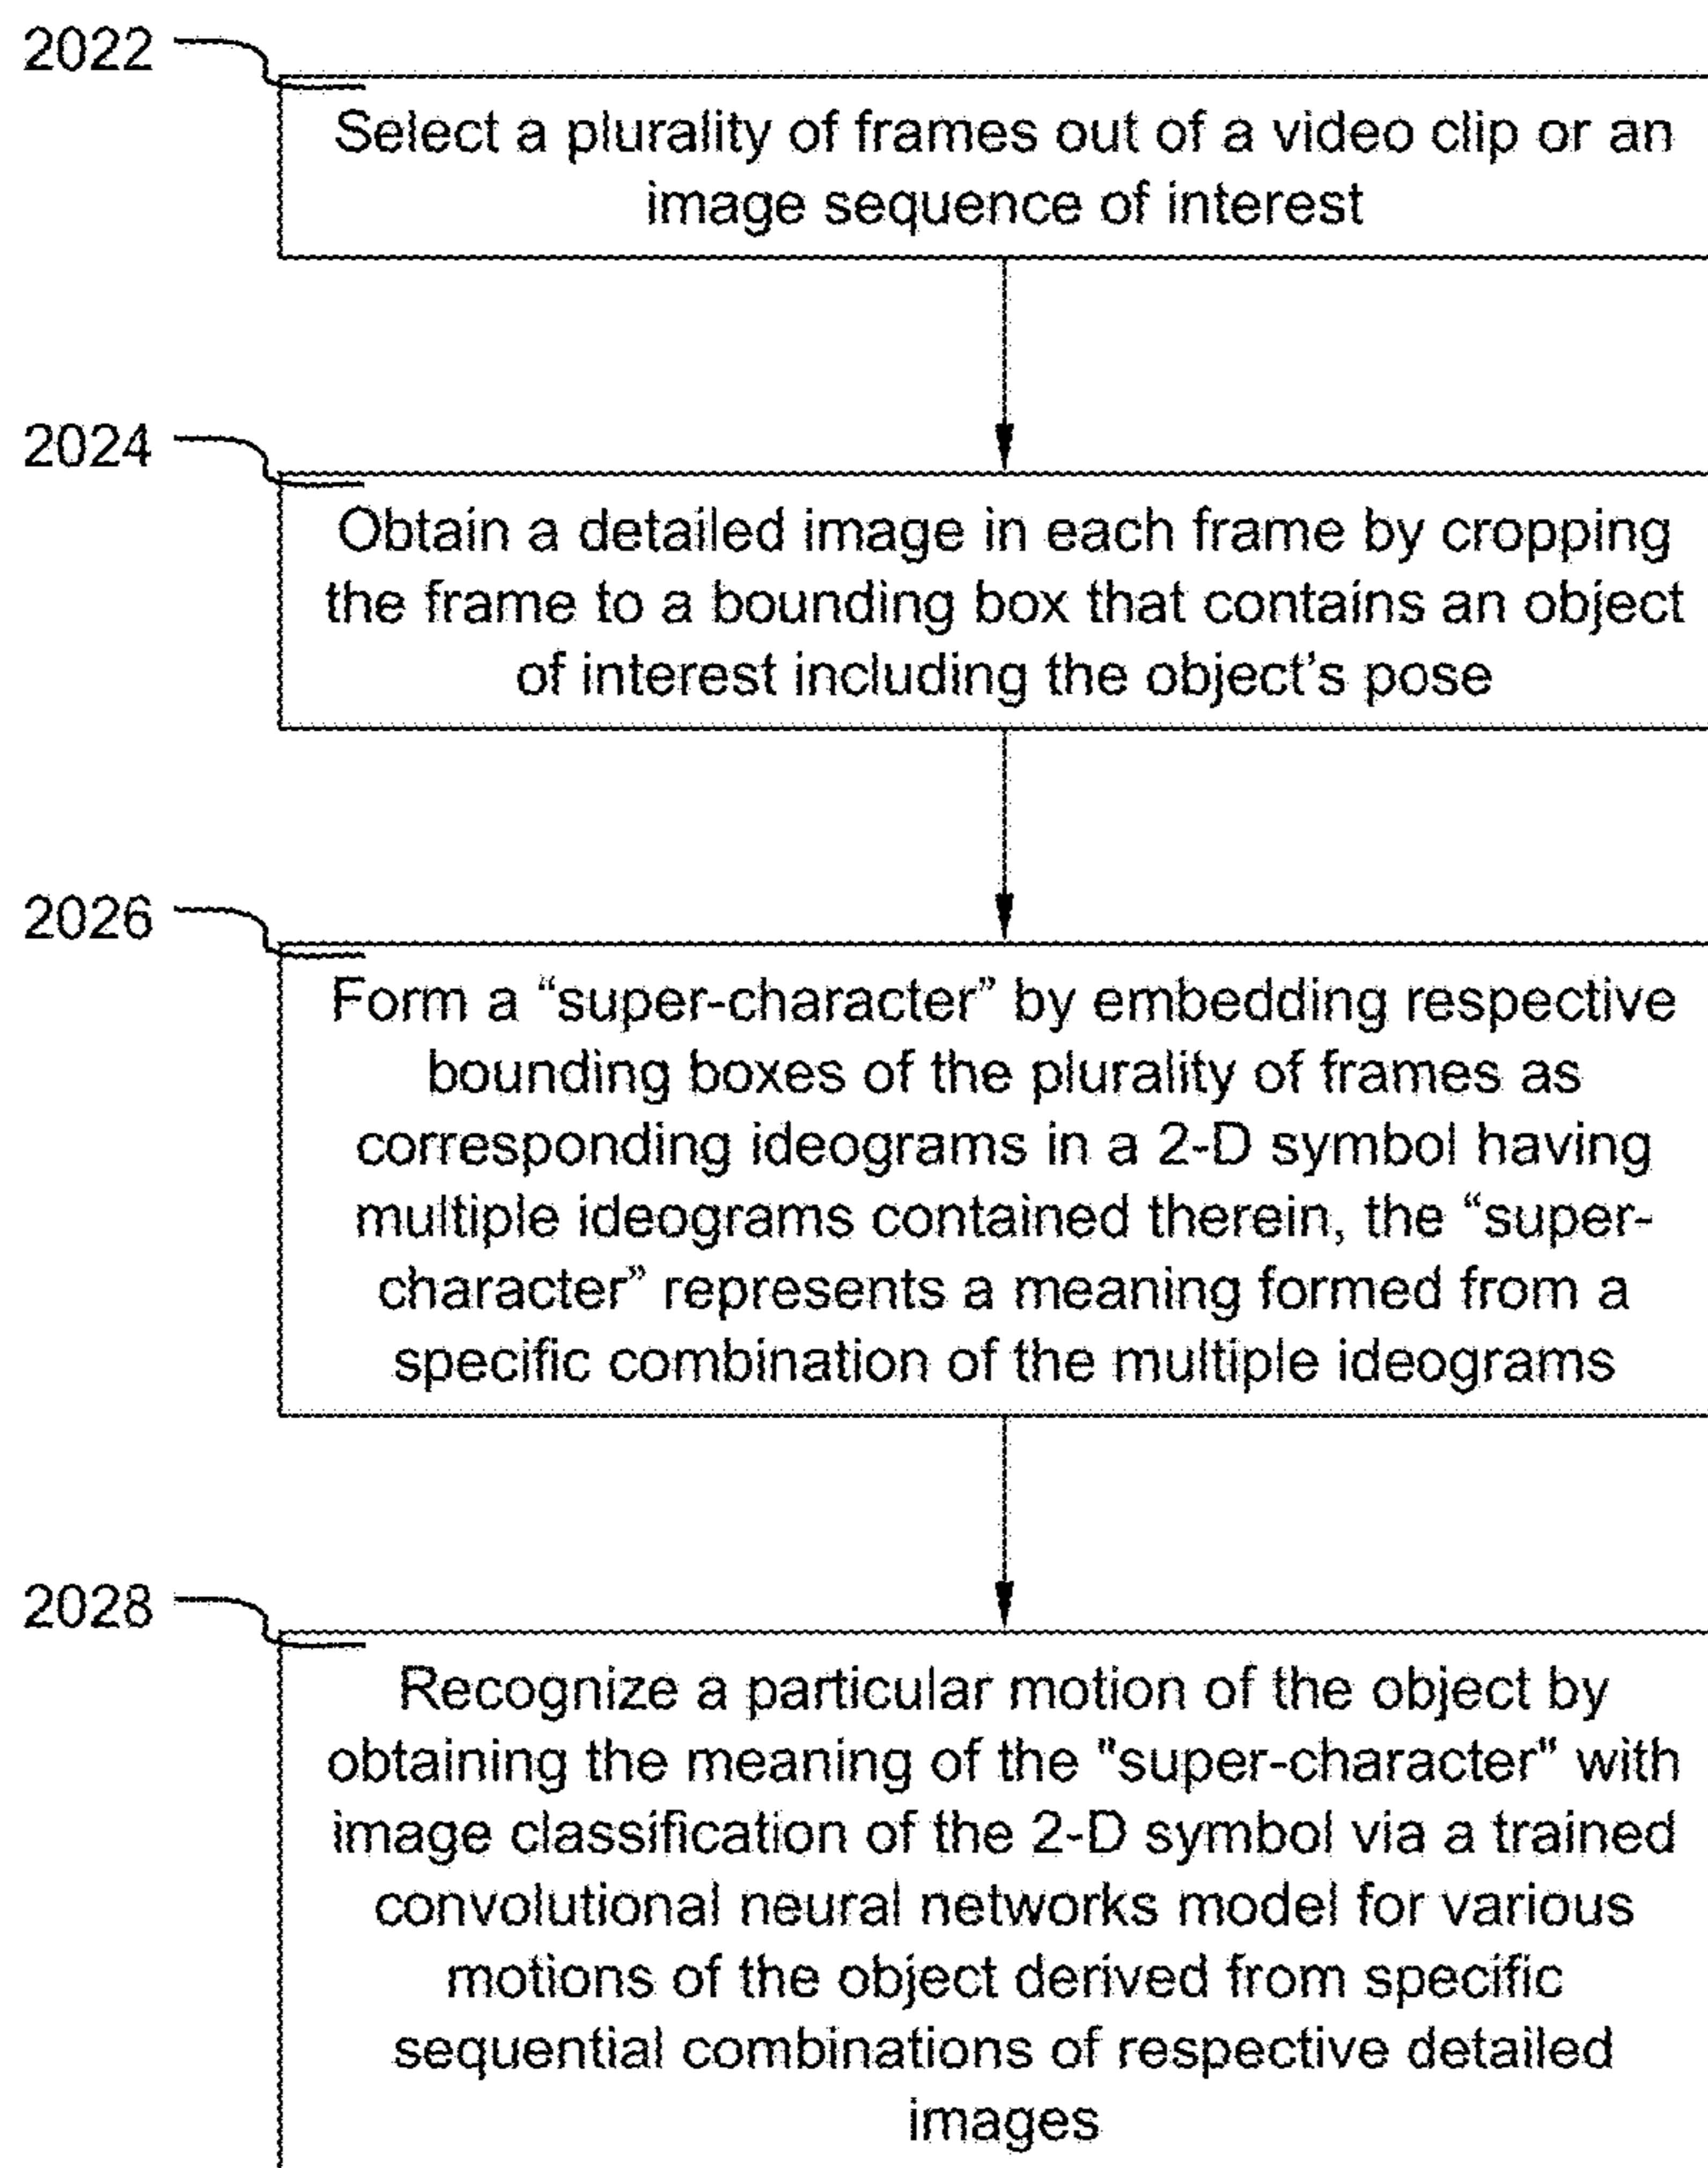 2022
Select a plurality of frames out of a video clip or an
image sequence of interest
2024
Obtain a detailed image in each frame by cropping
the frame to a bounding box that contains an object
of interest including the object’s pose
2026
Form a “super-character” by embedding respective
bounding boxes of the plurality of frames as
corresponding ideograms in a 2-D symbol having
multiple ideograms contained therein, the “super-
character” represents a meaning formed from a
specific combination of the multiple ideograms
2028
Recognize a particular motion of the object by
obtaining the meaning of the "super-character" with
image classification of the 2-D symbol via a trained
convolutional neural networks model for various
motions of the object derived from specific
sequential combinations of respective detailed
images